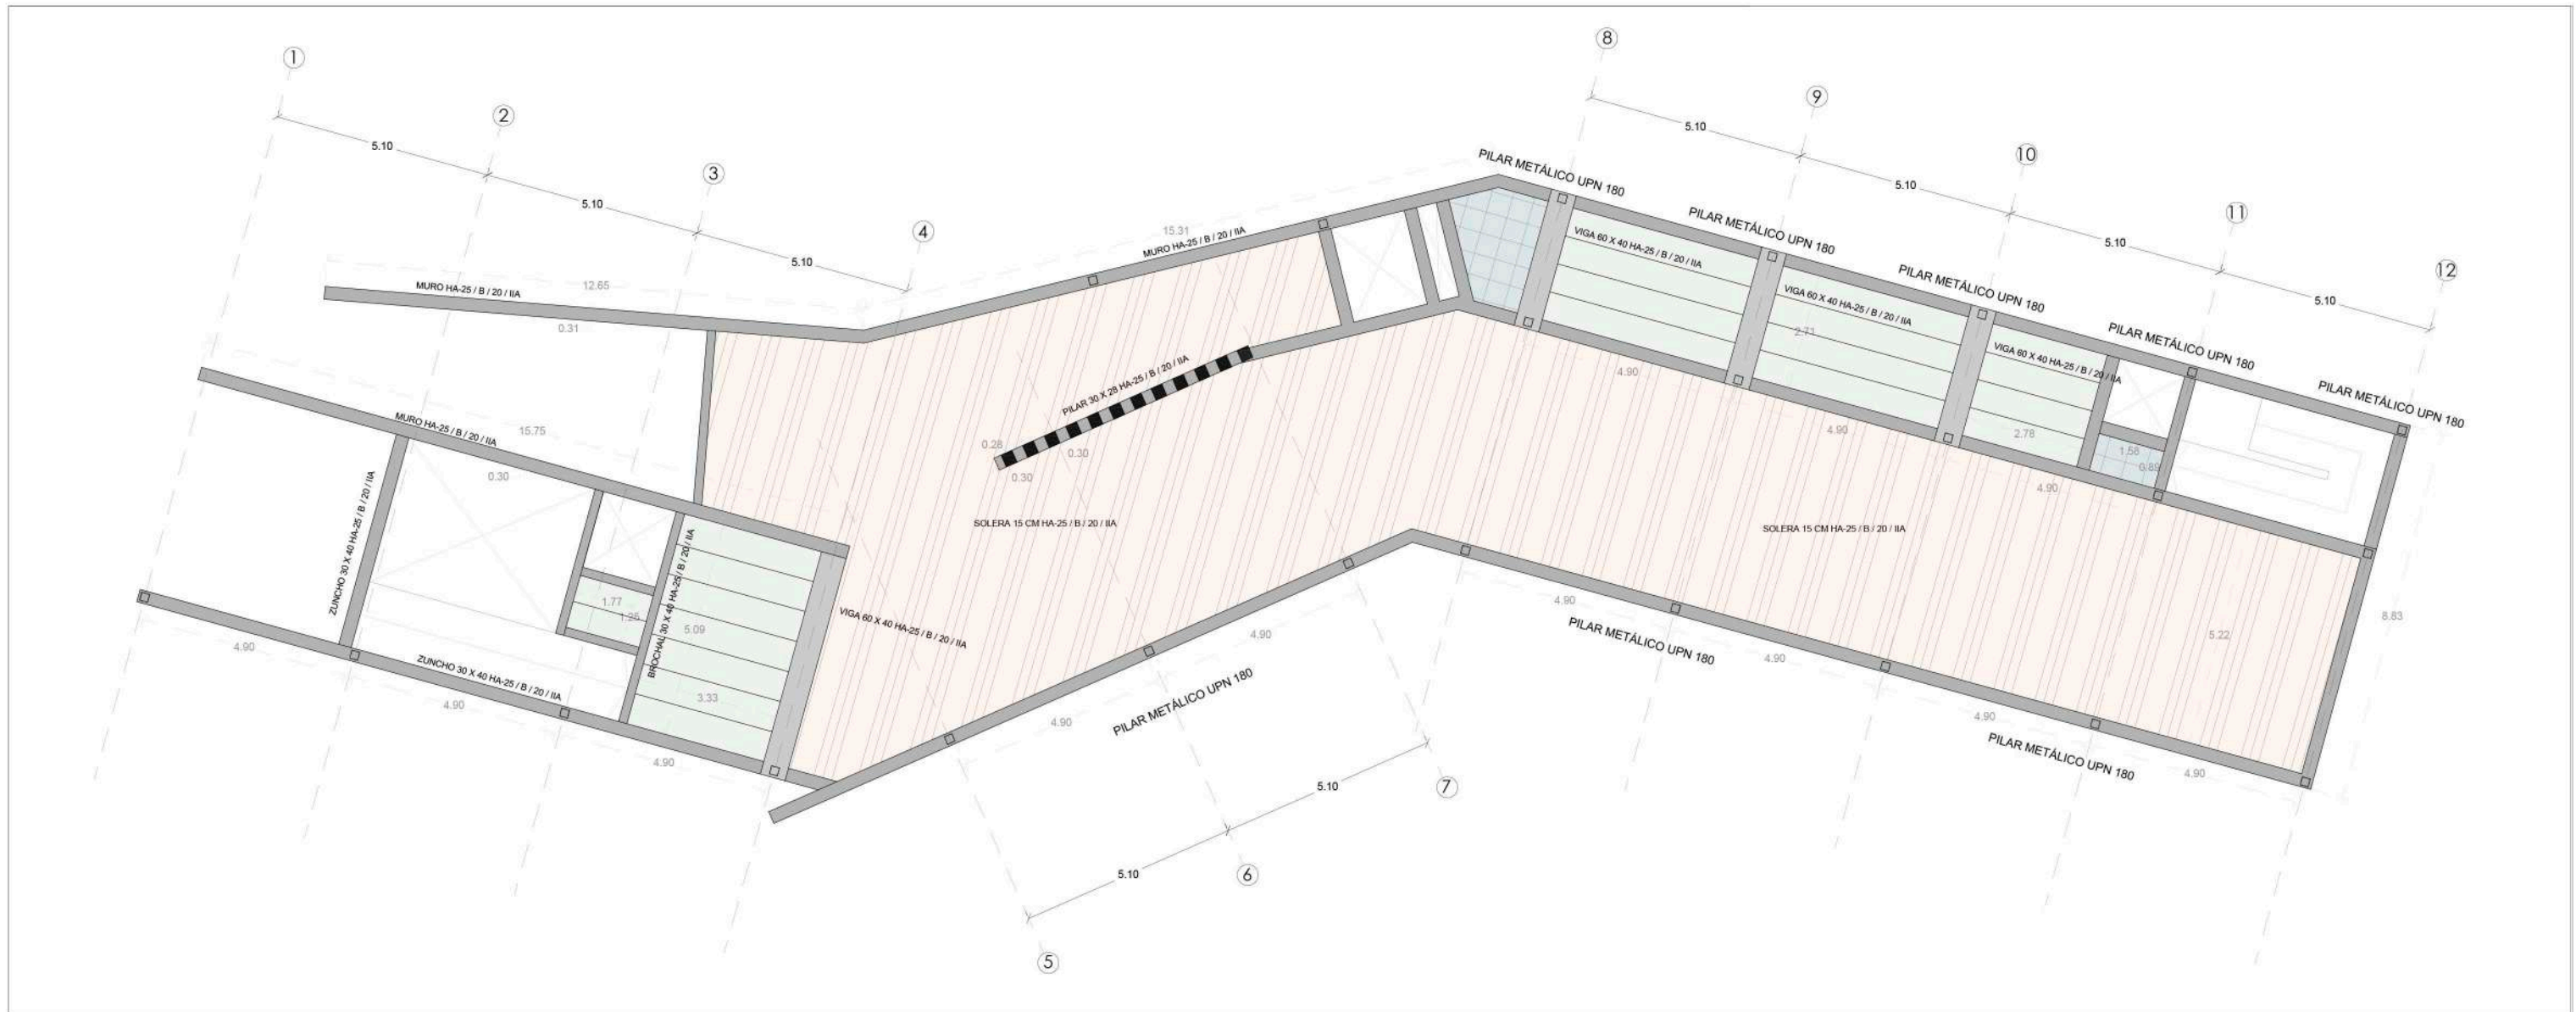 1
2
3
4
8
9
10
11
12
5.10
5.10
5.10
5.10
5.10
5.10
5.10
PILAR METÁLICO UPN 180
PILAR METÁLICO UPN 180
PILAR METÁLICO UPN 180
PILAR METÁLICO UPN 180
PILAR METÁLICO UPN 180
15.31
MURO HA-25 / B / 20 / IIA
12.65
MURO HA-25 / B / 20 / IIA
0.31
VIGA 60 X 40 HA-25 / B / 20 / IIA
VIGA 60 X 40 HA-25 / B / 20 / IIA
VIGA 60 X 40 HA-25 / B / 20 / IIA
2.71
4.90
4.90
2.78
1.56
0.89
4.90
PILAR 30 X 28 HA-25 / B / 20 / IIA
0.28
0.30
0.30
MURO HA-25 / B / 20 / IIA
15.75
0.30
ZUNCHO 30 X 40 HA-25 / B / 20 / IIA
SOLERA 15 CM HA-25 / B / 20 / IIA
SOLERA 15 CM HA-25 / B / 20 / IIA
BROCHAL 30 X 40 HA-25 / B / 20 / IIA
1.77
1.26
5.09
3.33
VIGA 60 X 40 HA-25 / B / 20 / IIA
8.83
5.22
4.90
ZUNCHO 30 X 40 HA-25 / B / 20 / IIA
4.90
4.90
4.90
4.90
4.90
PILAR METÁLICO UPN 180
4.90
4.90
4.90
PILAR METÁLICO UPN 180
4.90
PILAR METÁLICO UPN 180
5.10
5.10
7
6
5